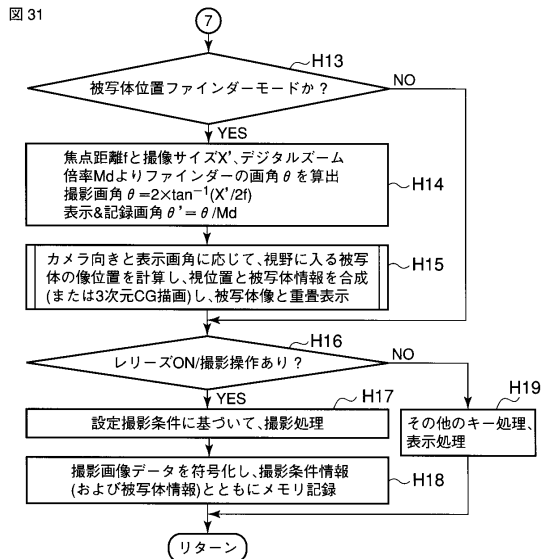 図 31
7
H13
被写体位置ファインダーモードか?
NO
YES
焦点距離fと撮像サイズX'、デジタルズーム
倍率Mdよりファインダーの画角θを算出
撮影画角 θ=2×tan⁻¹(X'/2f)
表示&記録画角θ'=θ/Md
H14
カメラ向きと表示画角に応じて、視野に入る被写
体の像位置を計算し、視位置と被写体情報を合成
(または3次元CG描画)し、被写体像と重畳表示
H15
H16
レリーズON/撮影操作あり?
NO
YES
H17
設定撮影条件に基づいて、撮影処理
H19
その他のキー処理、
表示処理
撮影画像データを符号化し、撮影条件情報
(および被写体情報)とともにメモリ記録
H18
リターン